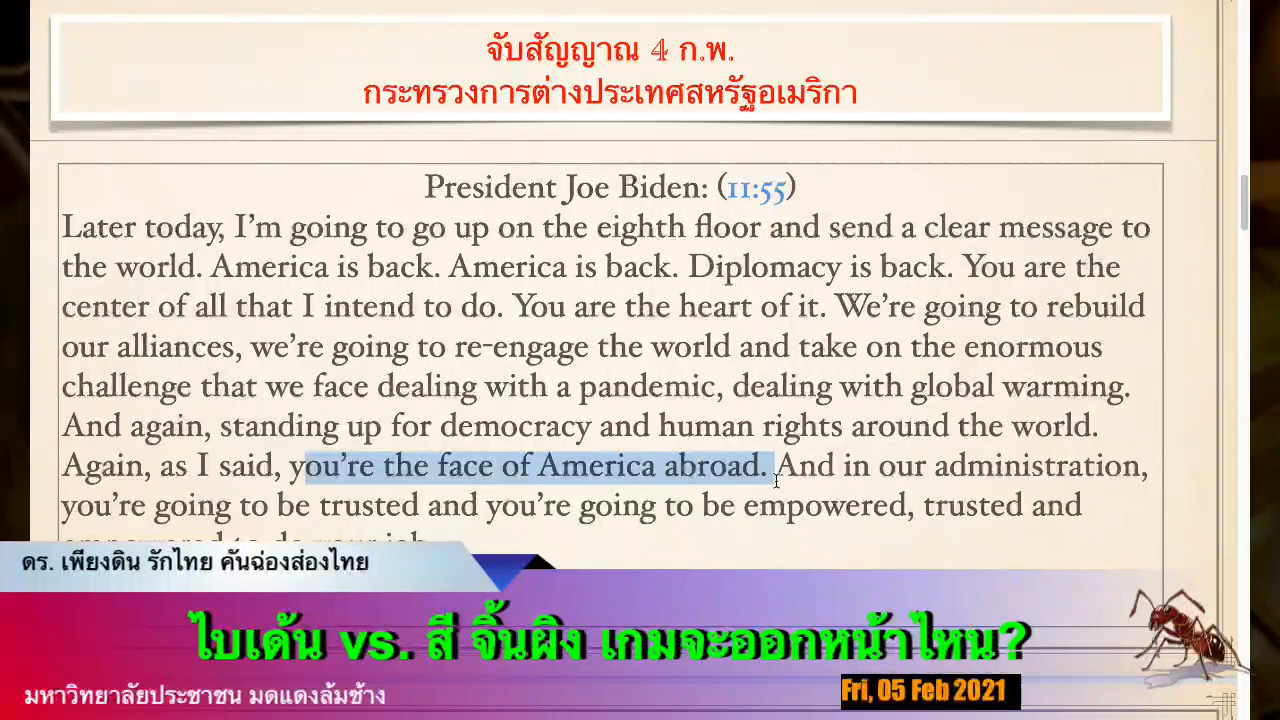 จับสัญญาณ 4 ก.พ.
กระทรวงการต่างประเทศสหรัฐอเมริกา
President Joe Biden: (11:55)
Later today, I'm going to go up on the eighth floor and send a clear message to
the world. America is back. America is back. Diplomacy is back. You are the
center of all that I intend to do. You are the heart of it. We're going to rebuild
our alliances, we're going to re-engage the world and take on the enormous
challenge that we face dealing with a pandemic, dealing with global warming.
And again, standing up for democracy and human rights around the world.
Again, as I said, you're the face of America abroad. And in our administration,
you're going to be trusted and you're going to be empowered, trusted and
empowered to do your job.
ดร. เพียงดิน รักไทย คันฉ่องส่องไทย
ไบเด้น vs. สี จิ้นผิง เกมจะออกหน้าไหน?
มหาวิทยาลัยประชาชน มดแดงล้มช้าง
Fri, 05 Feb 2021